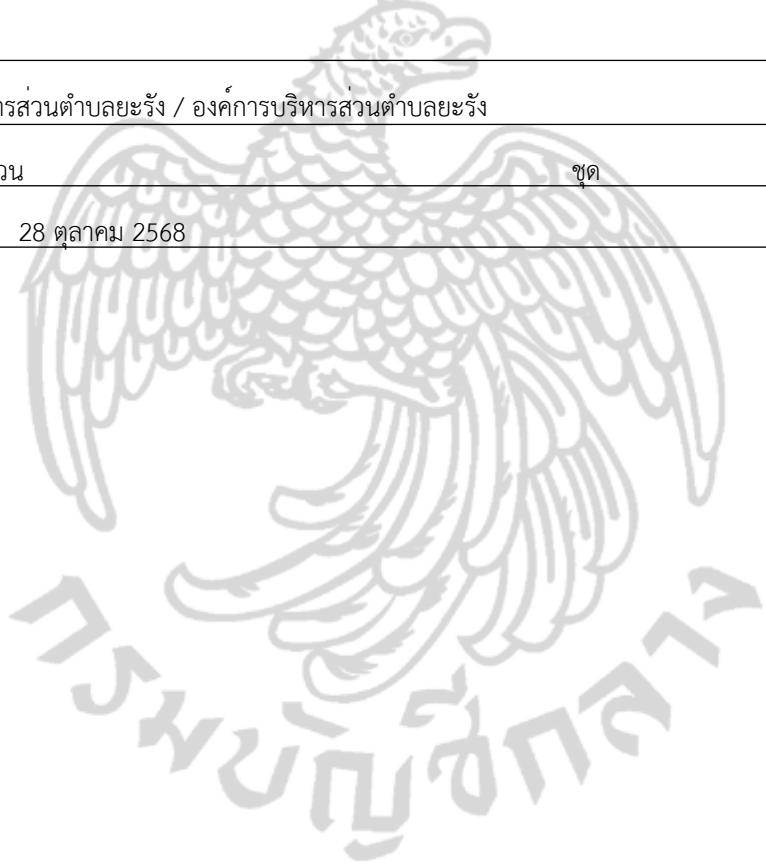 ารส่วนตำบลยะรัง / องค์การบริหารส่วนตำบลยะรัง
วน ชุด
28 ตุลาคม 2568
กรมบัญชีกลาง